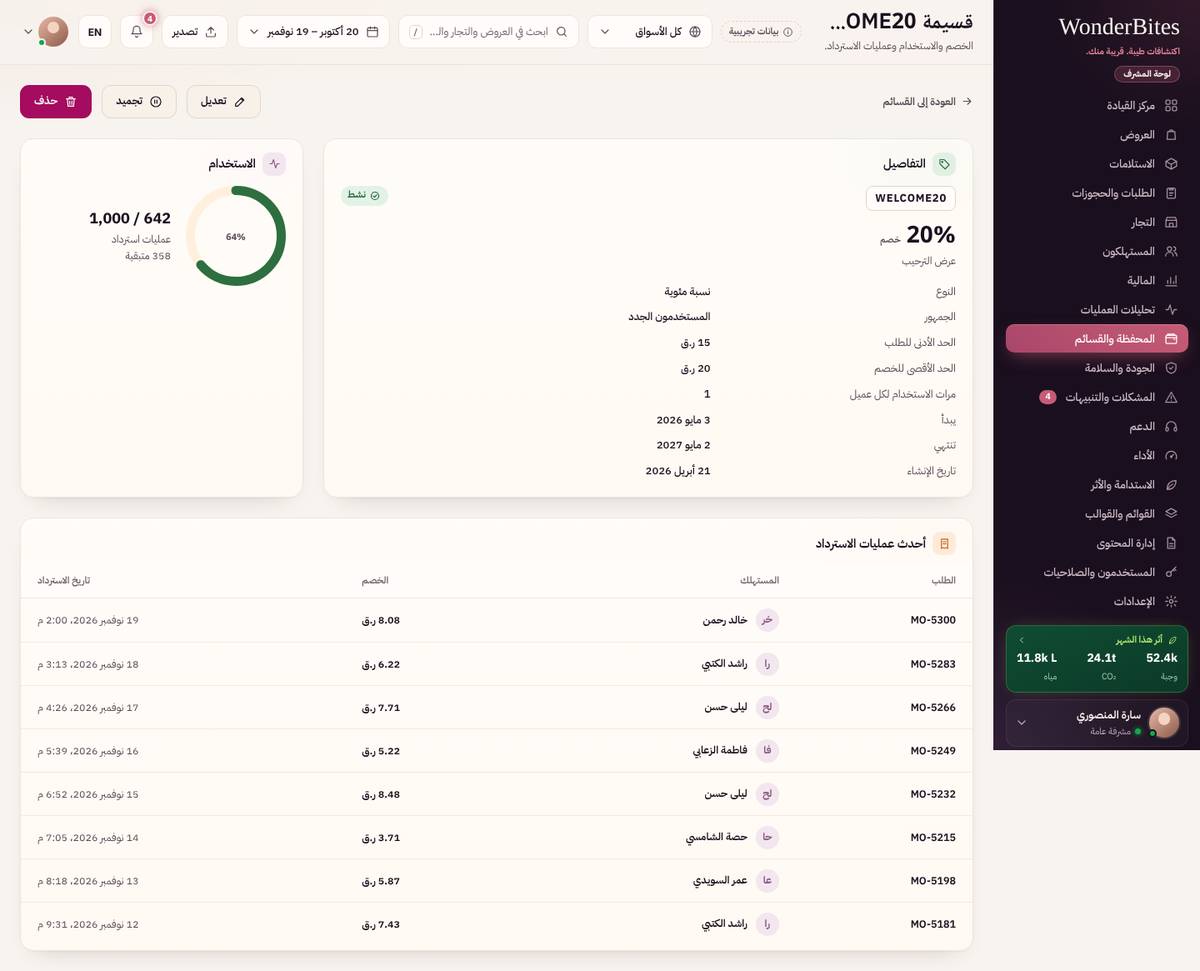 WonderBites
اكتشافات طيبة. قريبة منك.
لوحة المشرف
مركز القيادة
العروض
الاستلامات
الطلبات والحجوزات
التجار
المستهلكون
المالية
تحليلات العمليات
المحفظة والقسائم
الجودة والسلامة
المشكلات والتنبيهات 4
الدعم
الأداء
الاستدامة والأثر
القوائم والقوالب
إدارة المحتوى
المستخدمون والصلاحيات
الإعدادات
أثر هذا الشهر
52.4k 24.1t 11.8k L
وجبة CO₂ مياه
سارة المنصوري
مشرفة عامة
قسيمة OME20...
الخصم والاستخدام وعمليات الاسترداد.
بيانات تجريبية
كل الأسواق
ابحث في العروض والتجار والـ... /
20 أكتوبر – 19 نوفمبر
تصدير
4
EN
العودة إلى القسائم
تعديل
تجميد
حذف
التفاصيل
WELCOME20
نشط
20% خصم
عرض الترحيب
النوع نسبة مئوية
الجمهور المستخدمون الجدد
الحد الأدنى للطلب 15 ر.ق
الحد الأقصى للخصم 20 ر.ق
مرات الاستخدام لكل عميل 1
يبدأ 3 مايو 2026
تنتهي 2 مايو 2027
تاريخ الإنشاء 21 أبريل 2026
الاستخدام
64%
1,000 / 642
عمليات استرداد
358 متبقية
أحدث عمليات الاسترداد
الطلب المستهلك الخصم تاريخ الاسترداد
MO-5300 خر خالد رحمن 8.08 ر.ق 19 نوفمبر 2026، 2:00 م
MO-5283 را راشد الكتبي 6.22 ر.ق 18 نوفمبر 2026، 3:13 م
MO-5266 لح ليلى حسن 7.71 ر.ق 17 نوفمبر 2026، 4:26 م
MO-5249 فا فاطمة الزعابي 5.22 ر.ق 16 نوفمبر 2026، 5:39 م
MO-5232 لح ليلى حسن 8.48 ر.ق 15 نوفمبر 2026، 6:52 م
MO-5215 حا حصة الشامسي 3.71 ر.ق 14 نوفمبر 2026، 7:05 م
MO-5198 عا عمر السويدي 5.87 ر.ق 13 نوفمبر 2026، 8:18 م
MO-5181 را راشد الكتبي 7.43 ر.ق 12 نوفمبر 2026، 9:31 م